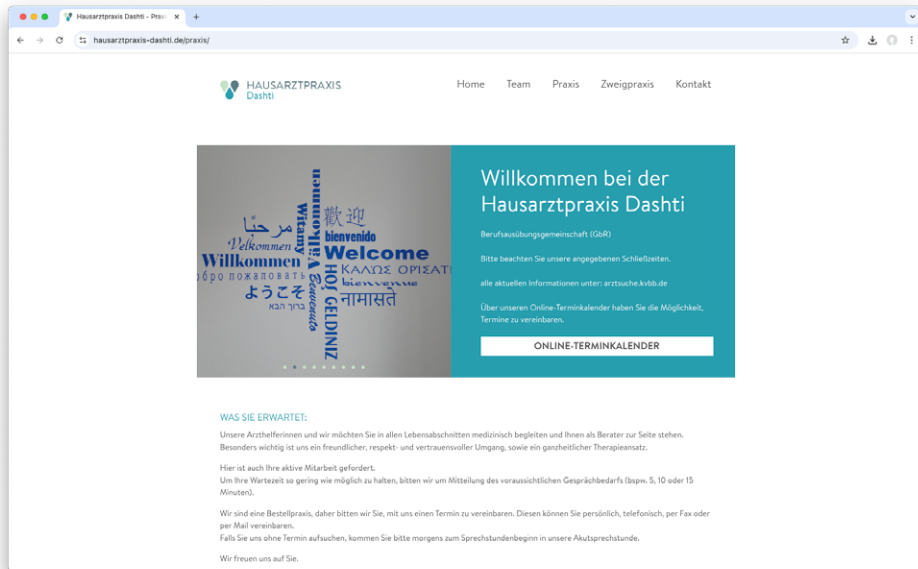 Hausarztpraxis Dashti – Praxi
hausarztpraxis-dashti.de/praxis/
HAUSARZTPRAXIS
Dashti
Home Team Praxis Zweigpraxis Kontakt
مرحبًا
Velkommen
Willkommen
обро пожаловать
ようこそ
ברוך הבא
Witamy
Välkommen
Benvenuto
歡迎
bienvenido
Welcome
ΚΑΛΩΣ ΟΡΙΣΑΤ
bienvenue
HOŞ GELDINIZ
नामासते
Willkommen bei der
Hausarztpraxis Dashti
Berufsausübungsgemeinschaft (GbR)
Bitte beachten Sie unsere angegebenen Schließzeiten.
alle aktuellen Informationen unter: arztsuche.kvbb.de
Über unseren Online-Terminkalender haben Sie die Möglichkeit,
Termine zu vereinbaren.
ONLINE-TERMINKALENDER
WAS SIE ERWARTET:
Unsere Arzthelferinnen und wir möchten Sie in allen Lebensabschnitten medizinisch begleiten und Ihnen als Berater zur Seite stehen.
Besonders wichtig ist uns ein freundlicher, respekt- und vertrauensvoller Umgang, sowie ein ganzheitlicher Therapieansatz.
Hier ist auch Ihre aktive Mitarbeit gefordert.
Um Ihre Wartezeit so gering wie möglich zu halten, bitten wir um Mitteilung des voraussichtlichen Gesprächbedarfs (bspw. 5, 10 oder 15
Minuten).
Wir sind eine Bestellpraxis, daher bitten wir Sie, mit uns einen Termin zu vereinbaren. Diesen können Sie persönlich, telefonisch, per Fax oder
per Mail vereinbaren.
Falls Sie uns ohne Termin aufsuchen, kommen Sie bitte morgens zum Sprechstundenbeginn in unsere Akutsprechstunde.
Wir freuen uns auf Sie.